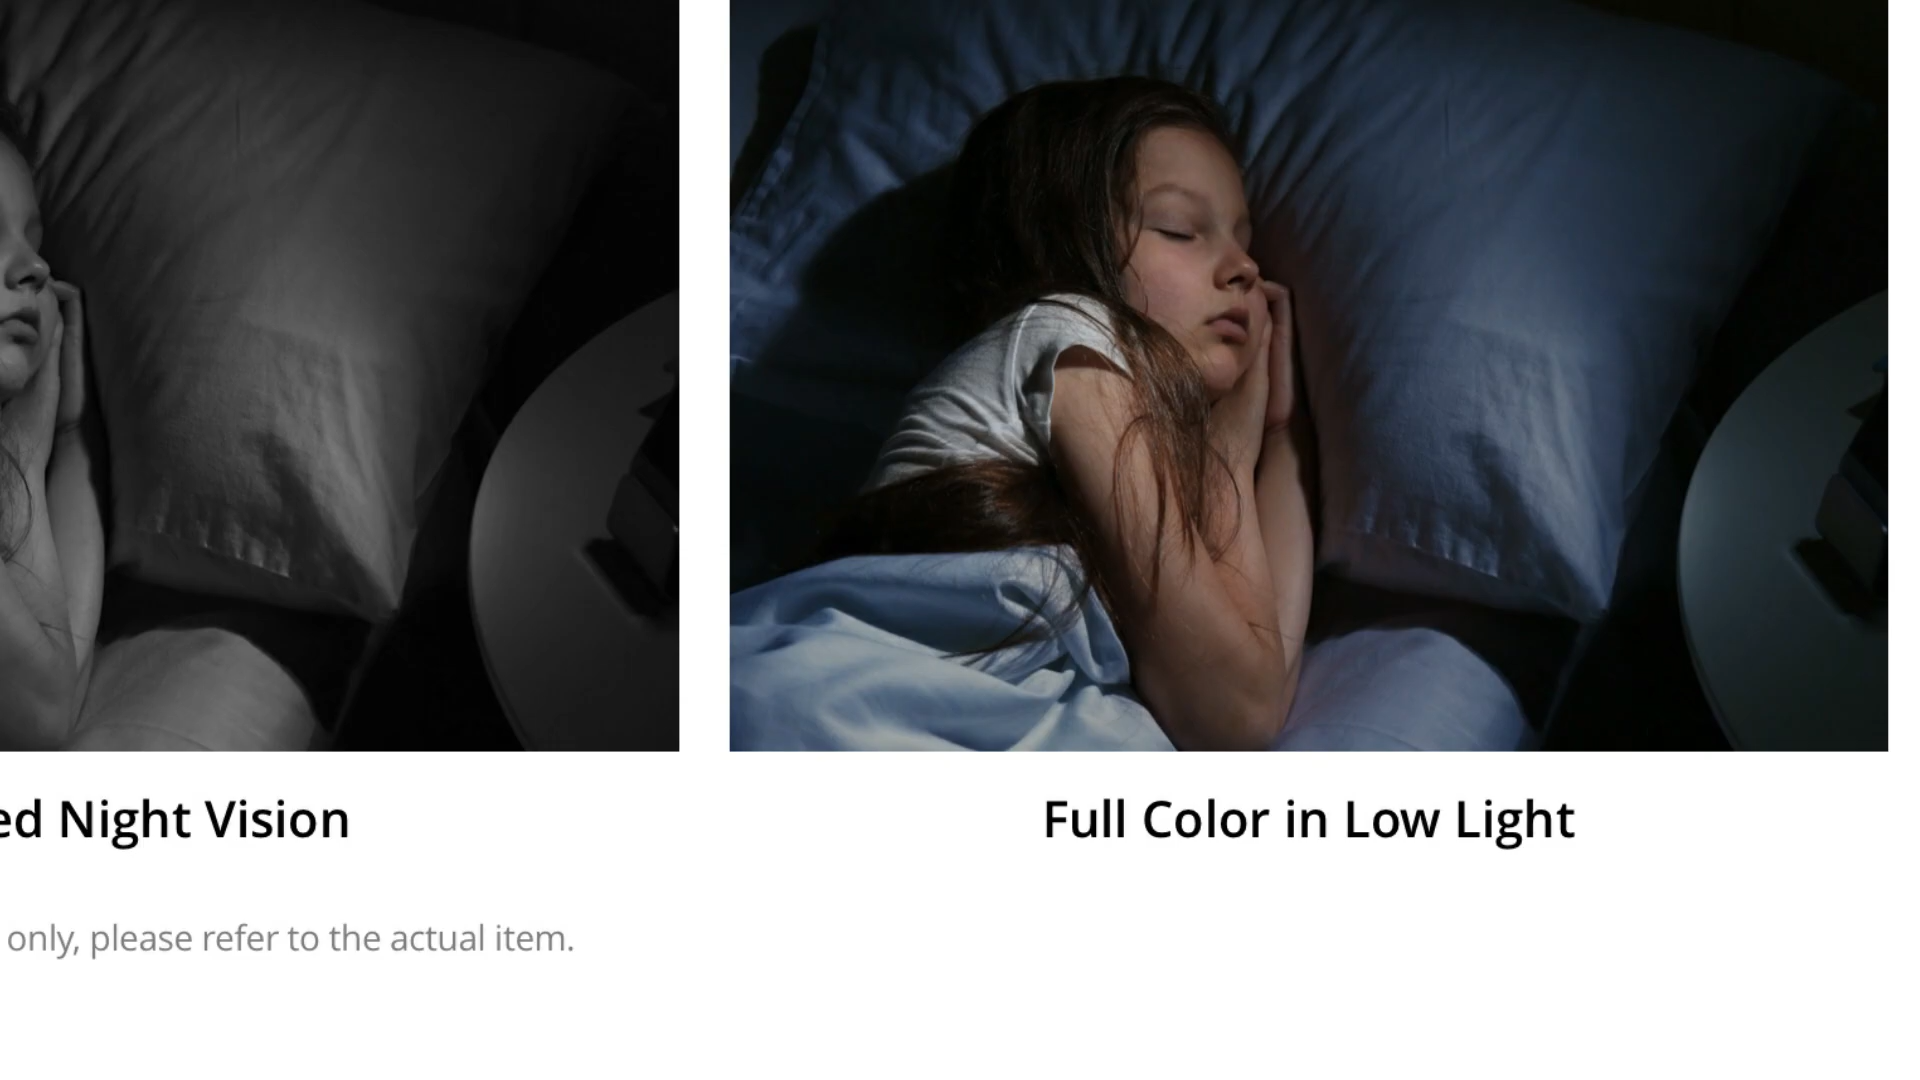 ed Night Vision
Full Color in Low Light
only, please refer to the actual item.